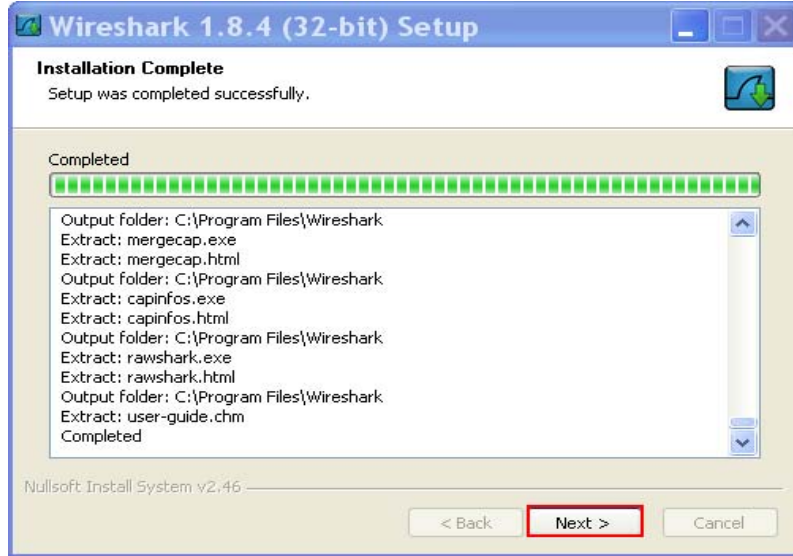 Wireshark 1.8.4 (32-bit) Setup
Installation Complete
Setup was completed successfully.
Completed
Output folder: C:\Program Files\Wireshark
Extract: mergecap.exe
Extract: mergecap.html
Output folder: C:\Program Files\Wireshark
Extract: capinfos.exe
Extract: capinfos.html
Output folder: C:\Program Files\Wireshark
Extract: rawshark.exe
Extract: rawshark.html
Output folder: C:\Program Files\Wireshark
Extract: user-guide.chm
Completed
Nullsoft Install System v2.46
< Back
Next >
Cancel